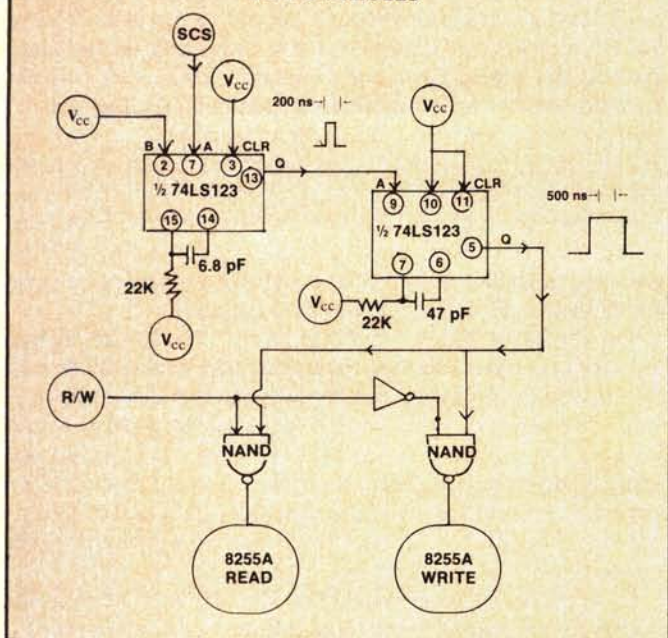 SCS
Vcc
Vcc
200 ns
Vcc
B 2 7 A 3 CLR
13 Q
½ 74LS123
15 14
6.8 pF
22K
Vcc
A 9 10 11 CLR
½ 74LS123
5 Q
7 6
500 ns
Vcc
22K
47 pF
R/W
NAND
NAND
8255A
READ
8255A
WRITE